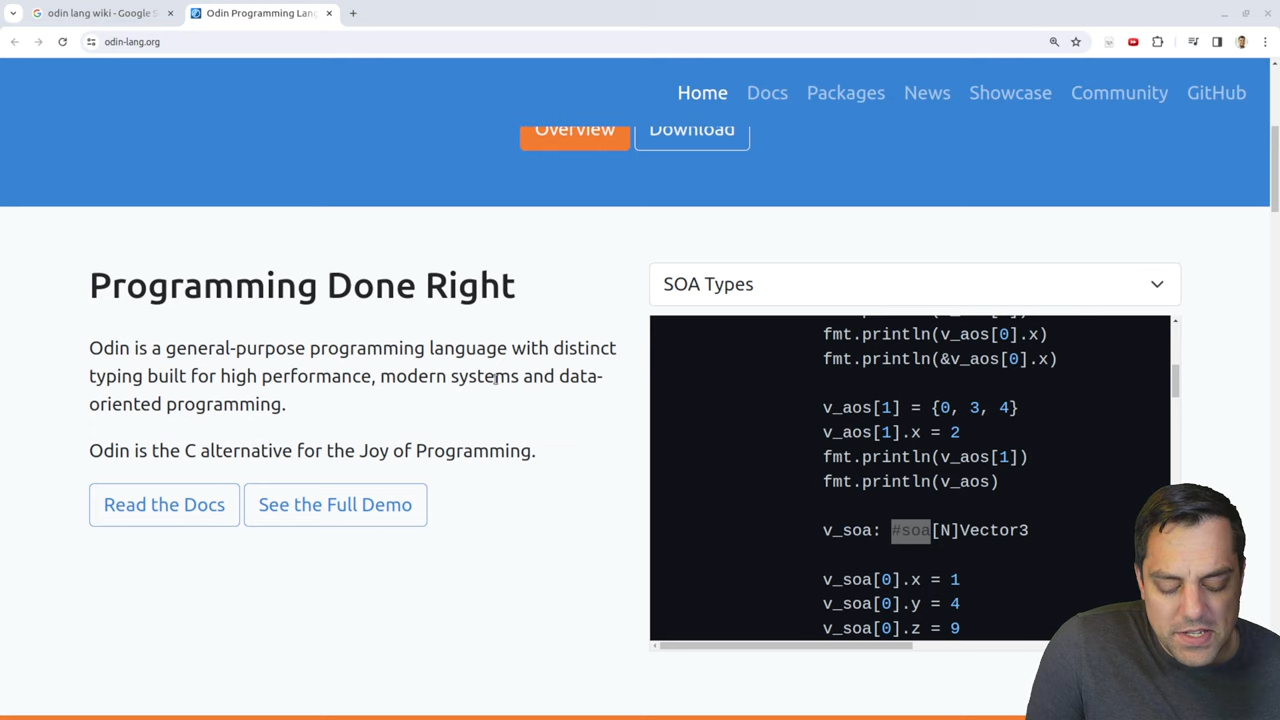 odin lang wiki - Google S
Odin Programming Lan
odin-lang.org
Home
Docs
Packages
News
Showcase
Community
GitHub
Overview
Download
Programming Done Right
SOA Types
Odin is a general-purpose programming language with distinct
typing built for high performance, modern systems and data-
oriented programming.
Odin is the C alternative for the Joy of Programming.
Read the Docs
See the Full Demo
fmt.println(v_aos[0].x)
fmt.println(&v_aos[0].x)
v_aos[1] = {0, 3, 4}
v_aos[1].x = 2
fmt.println(v_aos[1])
fmt.println(v_aos)
v_soa: #soa[N]Vector3
v_soa[0].x = 1
v_soa[0].y = 4
v_soa[0].z = 9